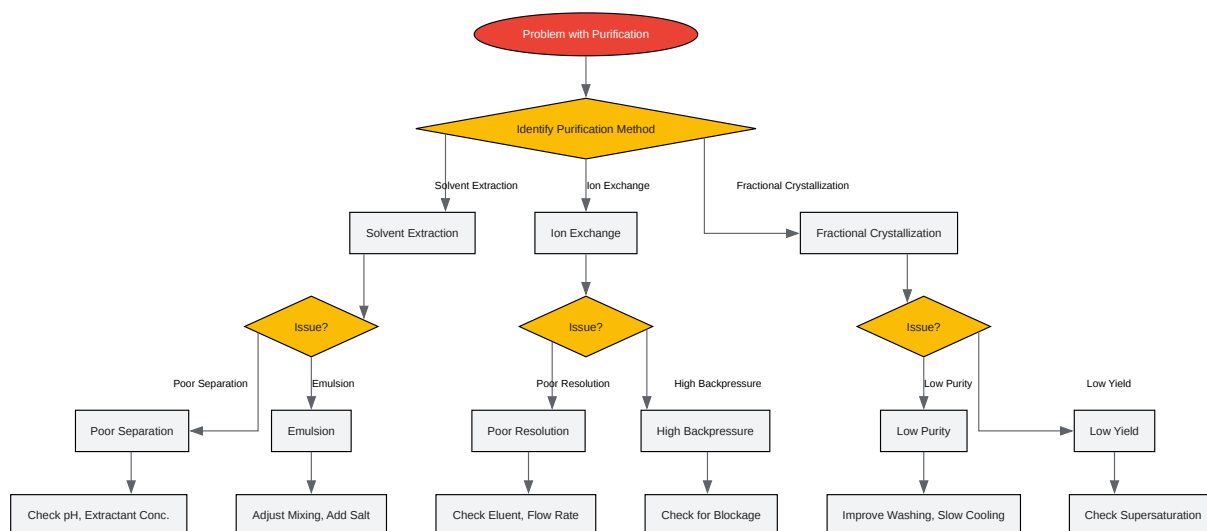 Problem with Purification
Identify Purification Method
Solvent Extraction
Ion Exchange
Fractional Crystallization
Solvent Extraction
Ion Exchange
Fractional Crystallization
Issue?
Issue?
Issue?
Poor Separation
Emulsion
Poor Resolution
High Backpressure
Low Purity
Low Yield
Poor Separation
Emulsion
Poor Resolution
High Backpressure
Low Purity
Low Yield
Check pH, Extractant Conc.
Adjust Mixing, Add Salt
Check Eluent, Flow Rate
Check for Blockage
Improve Washing, Slow Cooling
Check Supersaturation